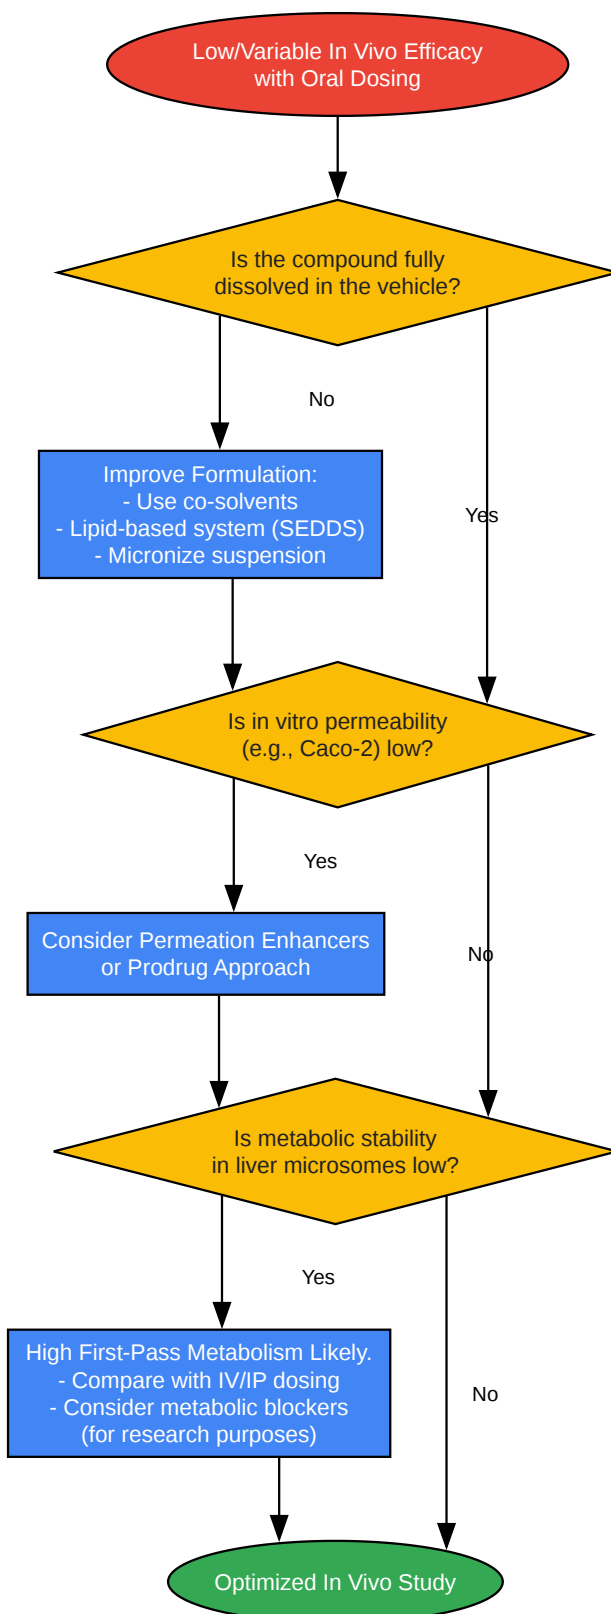 Low/Variable In Vivo Efficacy
with Oral Dosing
Is the compound fully
dissolved in the vehicle?
No
Improve Formulation:
- Use co-solvents
- Lipid-based system (SEDDS)
- Micronize suspension
Yes
Is in vitro permeability
(e.g., Caco-2) low?
Yes
Consider Permeation Enhancers
or Prodrug Approach
No
Is metabolic stability
in liver microsomes low?
Yes
High First-Pass Metabolism Likely.
- Compare with IV/IP dosing
- Consider metabolic blockers
(for research purposes)
No
Optimized In Vivo Study